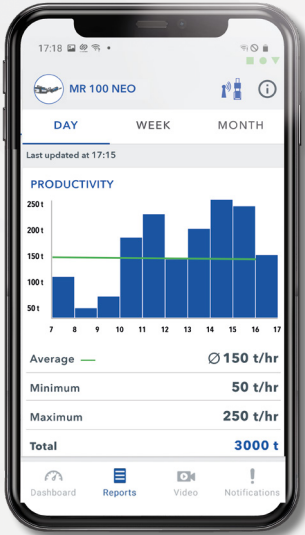 17:18
MR 100 NEO
DAY WEEK MONTH
Last updated at 17:15
PRODUCTIVITY
250 t
200 t
150 t
100 t
50 t
7 8 9 10 11 12 13 14 15 16 17
Average Ø 150 t/hr
Minimum 50 t/hr
Maximum 250 t/hr
Total 3000 t
Dashboard Reports Video Notifications